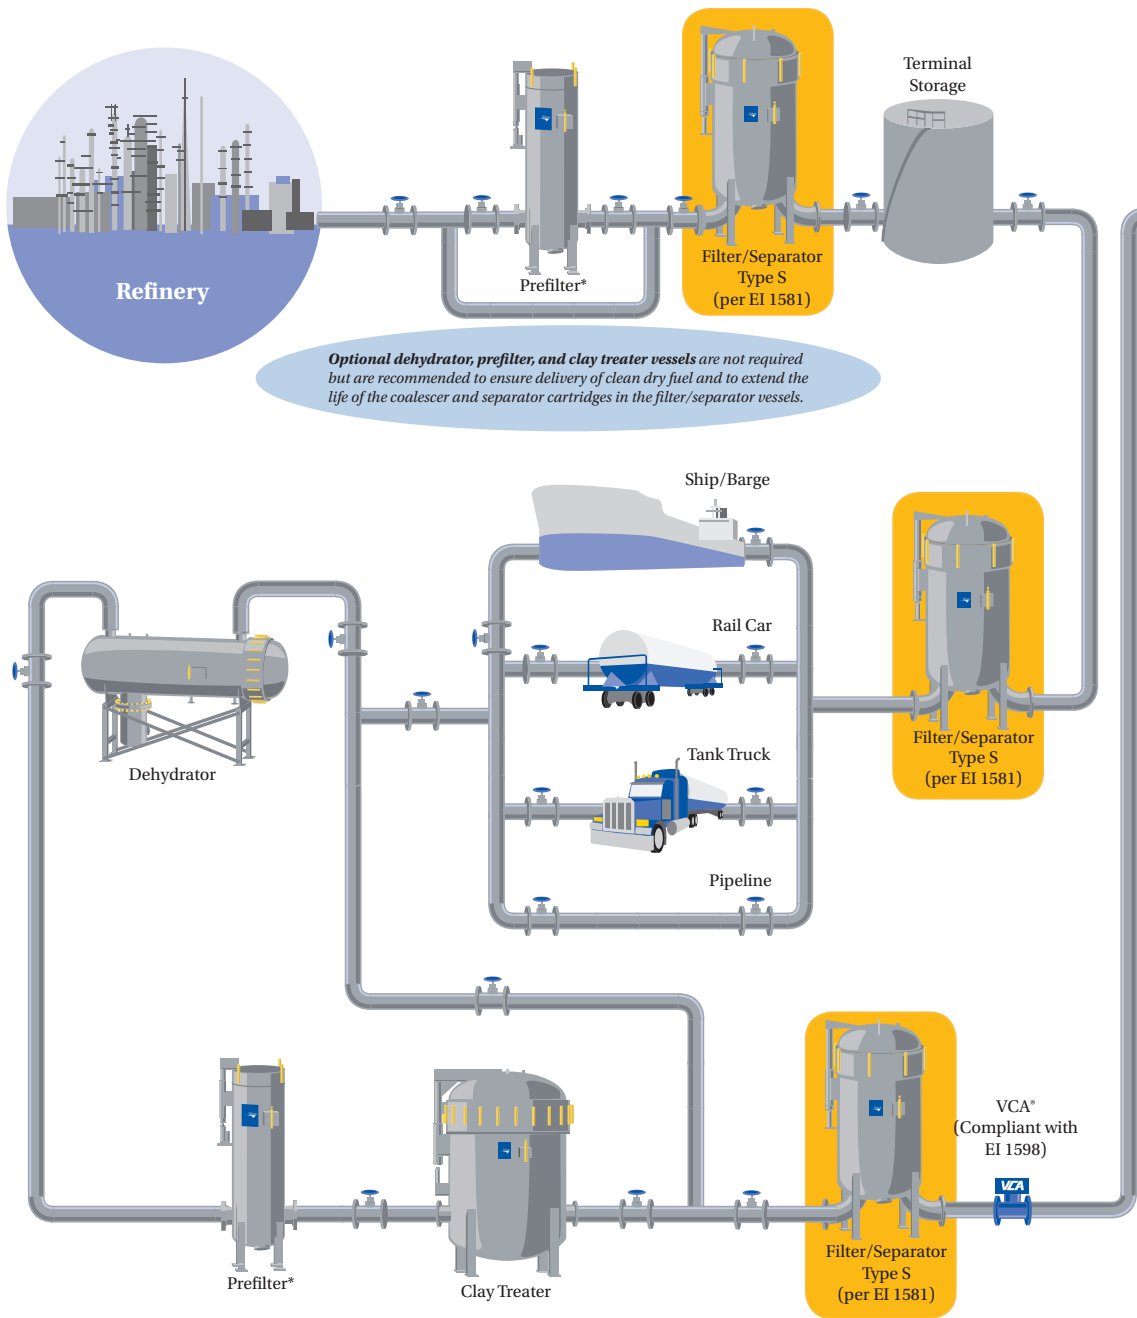 Terminal
Storage
Refinery
Prefilter*
Filter/Separator
Type S
(per EI 1581)
Optional dehydrator, prefilter, and clay treater vessels are not required
but are recommended to ensure delivery of clean dry fuel and to extend the
life of the coalescer and separator cartridges in the filter/separator vessels.
Ship/Barge
Rail Car
Filter/Separator
Type S
(per EI 1581)
Tank Truck
Dehydrator
Pipeline
VCA®
(Compliant with
EI 1598)
VCA
Prefilter*
Clay Treater
Filter/Separator
Type S
(per EI 1581)